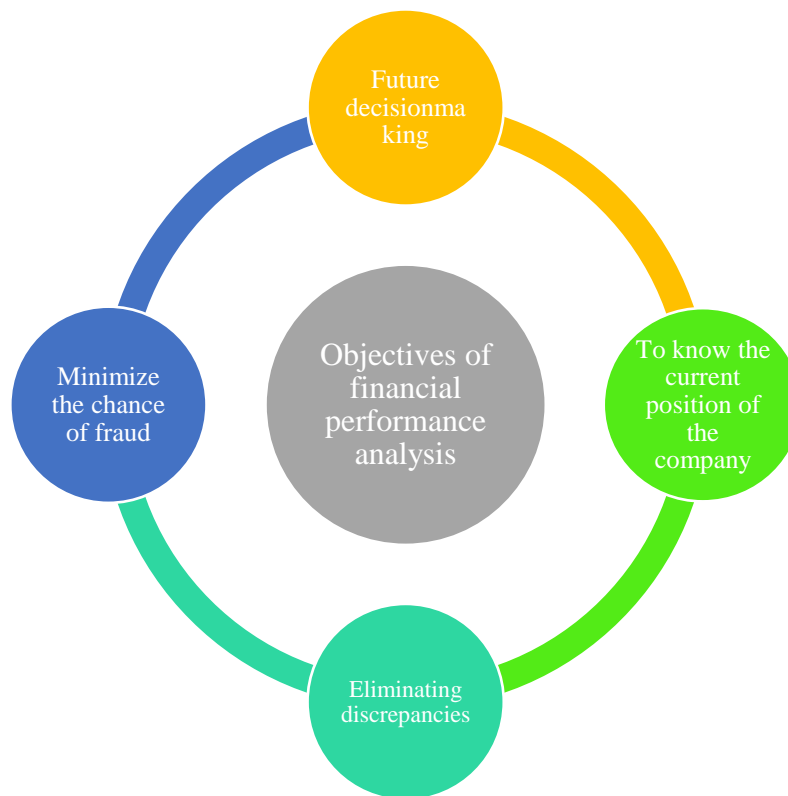 Future
decisionma
king
To know the
current
position of
the
company
Eliminating
discrepancies
Minimize
the chance
of fraud
Objectives of
financial
performance
analysis